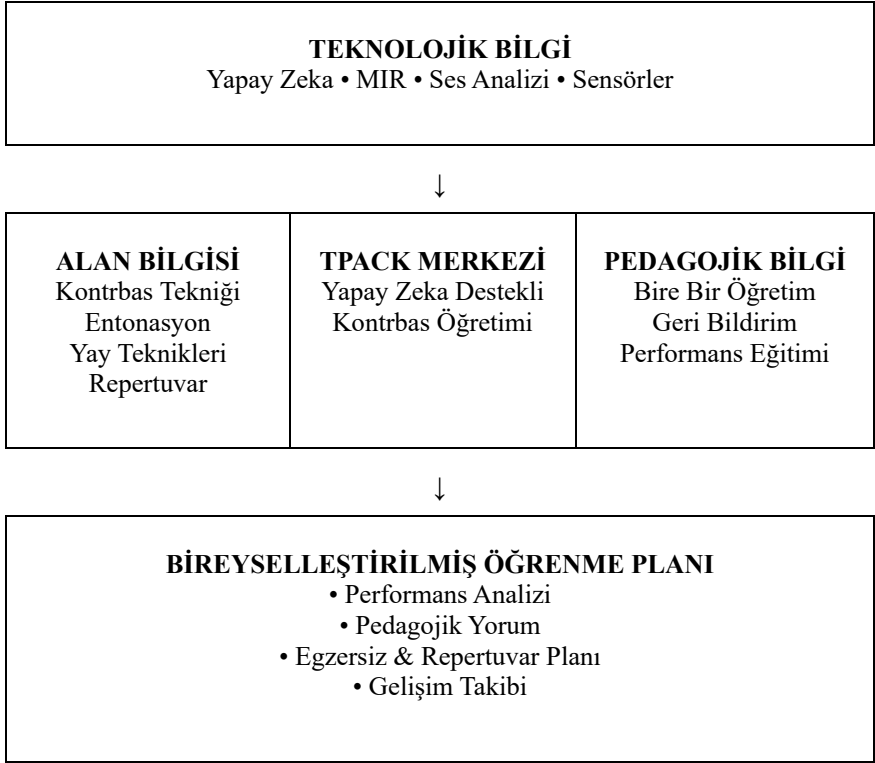 TEKNOLOJİK BİLGİ
Yapay Zeka • MIR • Ses Analizi • Sensörler
↓
ALAN BİLGİSİ
Kontrbas Tekniği
Entonasyon
Yay Teknikleri
Repertuvar
TPACK MERKEZİ
Yapay Zeka Destekli
Kontrbas Öğretimi
PEDAGOJİK BİLGİ
Bire Bir Öğretim
Geri Bildirim
Performans Eğitimi
↓
BİREYSELLEŞTİRİLMİŞ ÖĞRENME PLANI
• Performans Analizi
• Pedagojik Yorum
• Egzersiz & Repertuvar Planı
• Gelişim Takibi